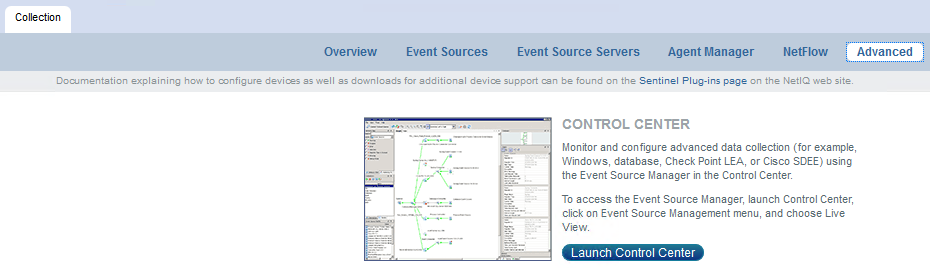 Collection
Overview Event Sources Event Source Servers Agent Manager NetFlow Advanced
Documentation explaining how to configure devices as well as downloads for additional device support can be found on the Sentinel Plug-ins page on the NetIQ web site.
CONTROL CENTER
Monitor and configure advanced data collection (for example,
Windows, database, Check Point LEA, or Cisco SDEE) using
the Event Source Manager in the Control Center.
To access the Event Source Manager, launch Control Center,
click on Event Source Management menu, and choose Live
View.
Launch Control Center